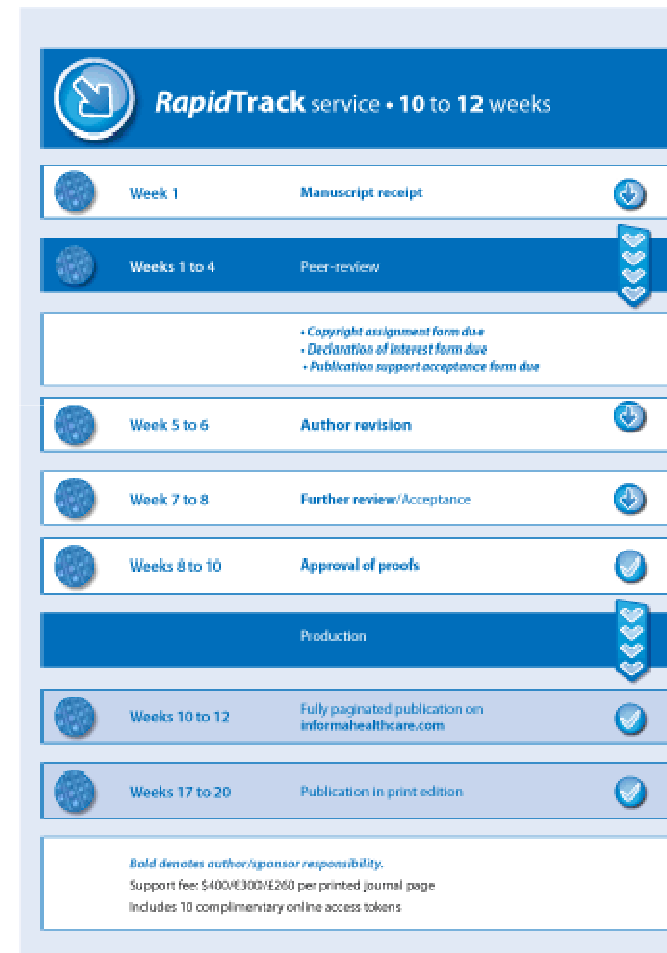 RapidTrack service • 10 to 12 weeks
Week 1 Manuscript receipt
Weeks 1 to 4 Peer-review
• Copyright assignment form due
• Declaration of interest form due
• Publication support acceptance form due
Week 5 to 6 Author revision
Week 7 to 8 Further review/Acceptance
Weeks 8 to 10 Approval of proofs
Production
Weeks 10 to 12 Fully paginated publication on
informahealthcare.com
Weeks 17 to 20 Publication in print edition
Bold denotes author/sponsor responsibility.
Support fee: $400/€300/£260 per printed journal page
Includes 10 complimentary online access tokens